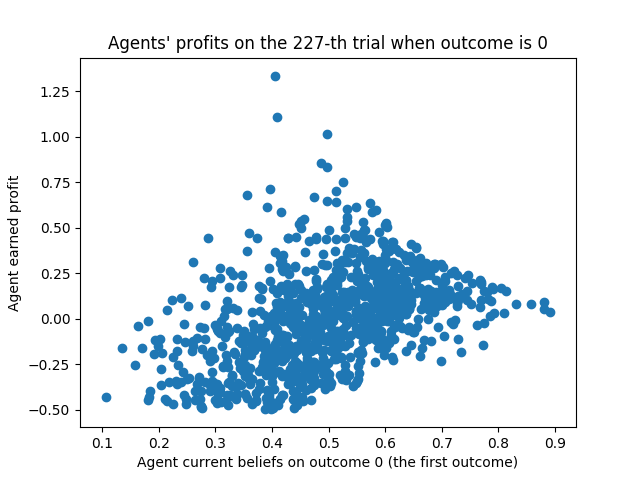 Agents' profits on the 227-th trial when outcome is 0
1.25
1.00
0.75
0.50
0.25
0.00
−0.25
−0.50
Agent earned profit
0.1 0.2 0.3 0.4 0.5 0.6 0.7 0.8 0.9
Agent current beliefs on outcome 0 (the first outcome)